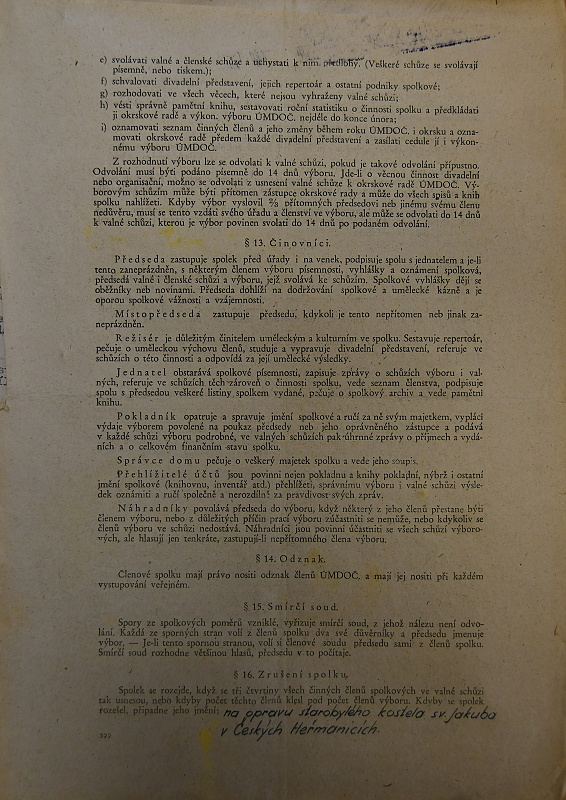 e) svolávati valné a členské schůze a uchystati k nim předlohy. (Veškeré schůze se svolávají
písemně, nebo tiskem.);
f) schvalovati divadelní představení, jejich repertoár a ostatní podniky spolkové;
g) rozhodovati ve všech věcech, které nejsou vyhraženy valné schůzi;
h) vésti správně pamětní knihu, sestavovati roční statistiku o činnosti spolku a předkládati
ji okrskové radě a výkon. výboru ÚMDOČ. nejdéle do konce února;
i) oznamovati seznam činných členů a jeho změny během roku ÚMDOČ. i okrsku a ozna-
movati okrskové radě předem každé divadelní představení a zasílati cedule jí i výkon-
nému výboru ÚMDOČ.
Z rozhodnutí výboru lze se odvolati k valné schůzi, pokud je takové odvolání přípustno.
Odvolání musí býti podáno písemně do 14 dnů výboru. Jde-li o věcnou činnost divadelní
nebo organisační, možno se odvolati z usnesení valné schůze k okrskové radě ÚMDOČ. Vý-
borovým schůzím může býti přítomen zástupce okrskové rady a může do všech spisů a knih
spolku nahlížeti. Kdyby výbor vyslovil ⅔ přítomných předsedovi neb jinému svému členu
nedůvěru, musí se tento vzdáti svého úřadu a členství ve výboru, ale může se odvolati do 14 dnů
k valné schůzi, kterou je výbor povinen svolati do 14 dnů po podaném odvolání.
§ 13. Činovníci.
Předseda zastupuje spolek před úřady i na venek, podpisuje spolu s jednatelem a je-li
tento zaneprázdněn, s některým členem výboru písemnosti, vyhlášky a oznámení spolková,
předsedá valné i členské schůzi a výboru, jejž svolává ke schůzím. Spolkové vyhlášky dějí se
oběžníky neb novinami. Předseda dohlíží na dodržování spolkové a umělecké kázně a je
oporou spolkové vážnosti a vzájemnosti.
Místopředseda zastupuje předsedu, kdykoli je tento nepřítomen neb jinak za-
neprázdněn.
Režisér je důležitým činitelem uměleckým a kulturním ve spolku. Sestavuje repertoár,
pečuje o uměleckou výchovu členů, studuje a vypravuje divadelní představení, referuje ve
schůzích o této činnosti a odpovídá za její umělecké výsledky.
Jednatel obstarává spolkové písemnosti, zapisuje zprávy o schůzích výboru i val-
ných, referuje ve schůzích těch zároveň o činnosti spolku, vede seznam členstva, podpisuje
spolu s předsedou veškeré listiny spolkem vydané, pečuje o spolkový archiv a vede pamětní
knihu.
Pokladník opatruje a spravuje jmění spolkové a ručí za ně svým majetkem, vyplácí
výdaje výborem povolené na poukaz předsedy neb jeho oprávněného zástupce a podává
v každé schůzi výboru podrobné, ve valných schůzích pak úhrnné zprávy o příjmech a vydá-
ních a o celkovém finančním stavu spolku.
Správce domu pečuje o veškerý majetek spolku a vede jeho soupis.
Přehlížitelé účtů jsou povinni nejen pokladnu a knihy pokladní, nýbrž i ostatní
jmění spolkové (knihovnu, inventář atd.) přehlížeti, správnímu výboru i valné schůzi výsle-
dek oznámiti a ručí společně a nerozdílně za pravdivost svých zpráv.
Náhradníky povolává předseda do výboru, když některý z jeho členů přestane býti
členem výboru, nebo z důležitých příčin prací výboru zúčastniti se nemůže, nebo kdykoliv se
členů výboru ve schůzi nedostává. Náhradníci jsou povinni účastniti se všech schůzí výboro-
vých, ale hlasují jen tenkráte, zastupují-li nepřítomného člena výboru.
§ 14. Odznak.
Členové spolku mají právo nositi odznak členů ÚMDOČ. a mají jej nositi při každém
vystupování veřejném.
§ 15. Smírčí soud.
Spory ze spolkových poměrů vzniklé, vyřizuje smírčí soud, z jehož nálezu není odvo-
lání. Každá ze sporných stran volí z členů spolku dva své důvěrníky a předsedu jmenuje
výbor. — Je-li tento spornou stranou, volí si členové soudu předsedu sami z členů spolku.
Smírčí soud rozhodne většinou hlasů, předsedu v to počítaje.
§ 16. Zrušení spolku.
Spolek se rozejde, když se tři čtvrtiny všech činných členů spolkových ve valné schůzi
tak usnesou, nebo kdyby počet těchto členů klesl pod počet členů výboru. Kdyby se spolek
rozešel, připadne jeho jmění: na opravu starobylého kostela sv. Jakuba
v Českých Heřmanicích.